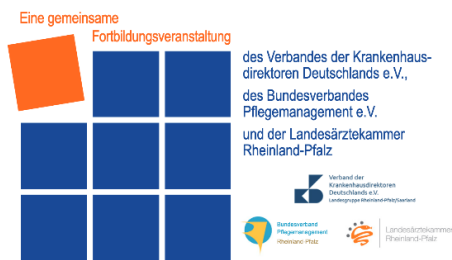 Eine gemeinsame
Fortbildungsveranstaltung
des Verbandes der Krankenhaus-
direktoren Deutschlands e.V.,
des Bundesverbandes
Pflegemanagement e.V.
und der Landesärztekammer
Rheinland-Pfalz
Verband der
Krankenhausdirektoren
Deutschlands e.V.
Landesgruppe Rheinland-Pfalz/Saarland
Bundesverband
Pflegemanagement
Rheinland-Pfalz
Landesärztekammer
Rheinland-Pfalz